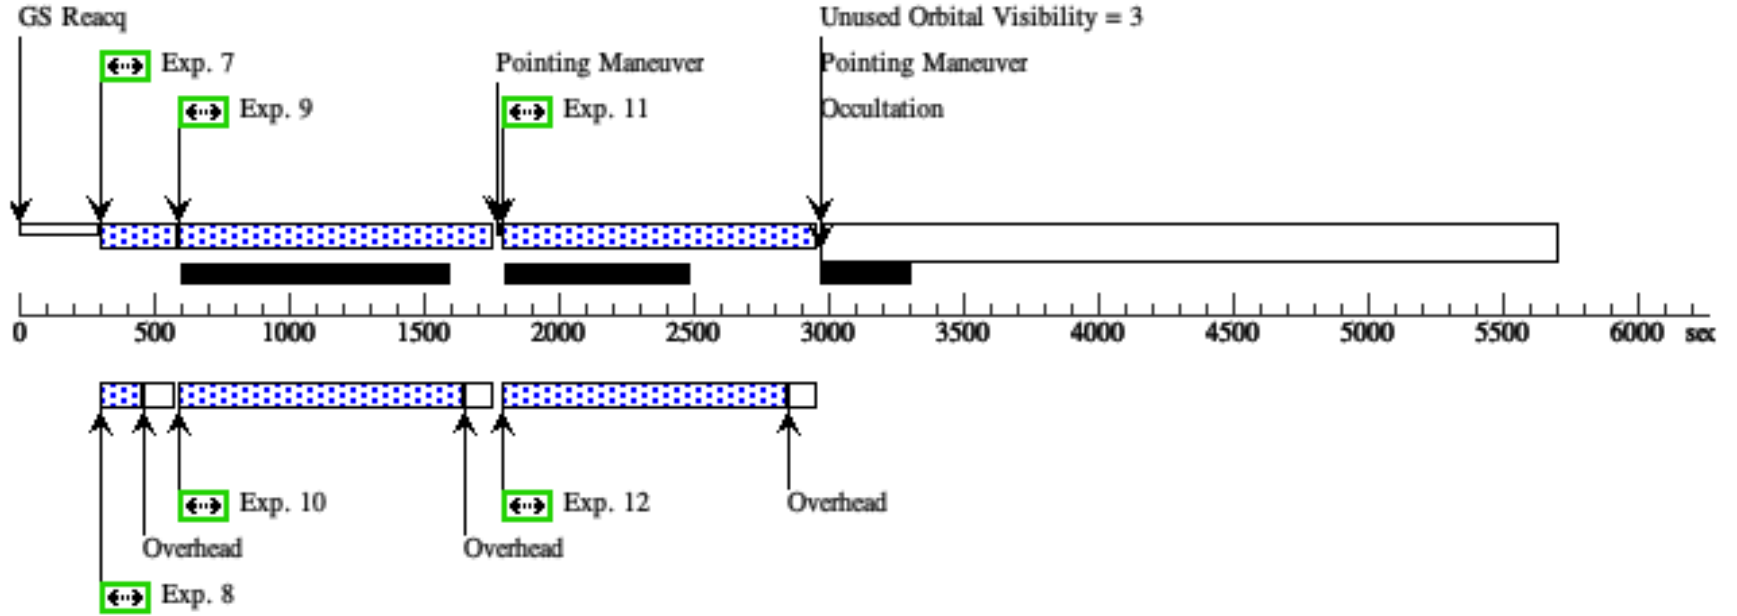 GS Reacq
Unused Orbital Visibility = 3
Exp. 7
Pointing Maneuver
Pointing Maneuver
Exp. 9
Exp. 11
Occultation
0 500 1000 1500 2000 2500 3000 3500 4000 4500 5000 5500 6000 sec
Exp. 10
Exp. 12
Overhead
Overhead
Overhead
Exp. 8